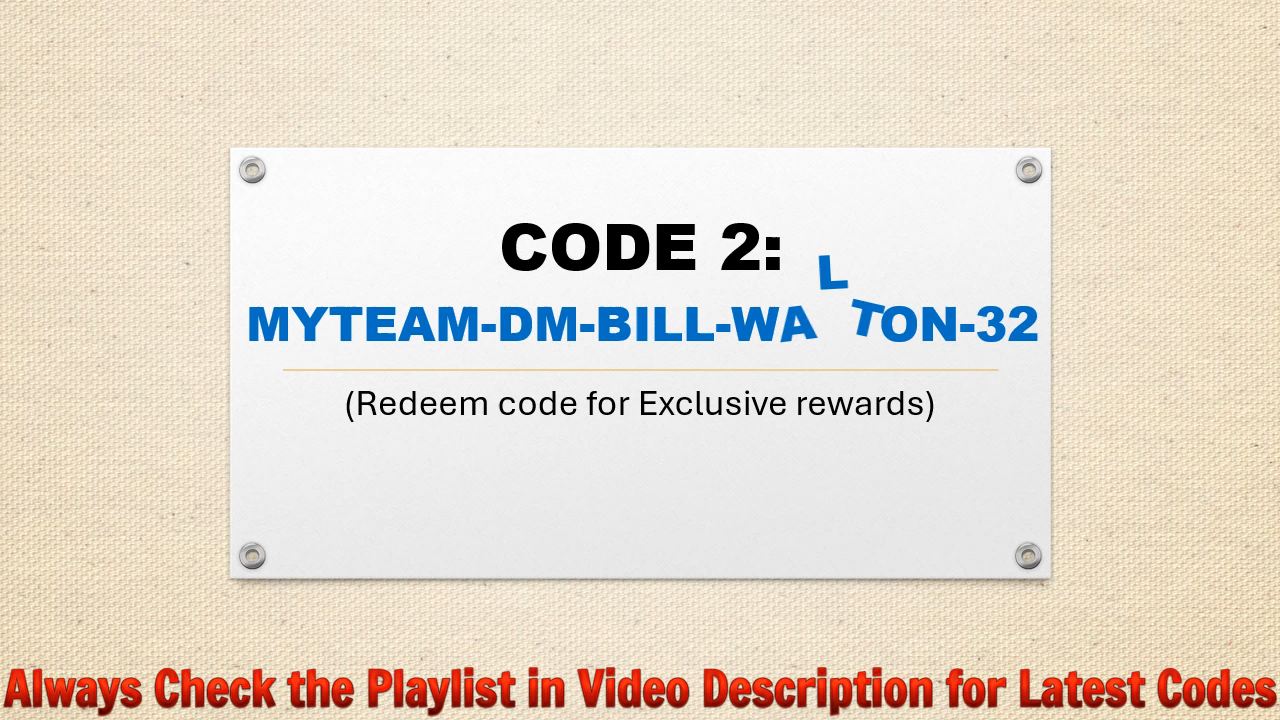 CODE 2:
MYTEAM-DM-BILL-WALTON-32
(Redeem code for Exclusive rewards)
Always Check the Playlist in Video Description for Latest Codes